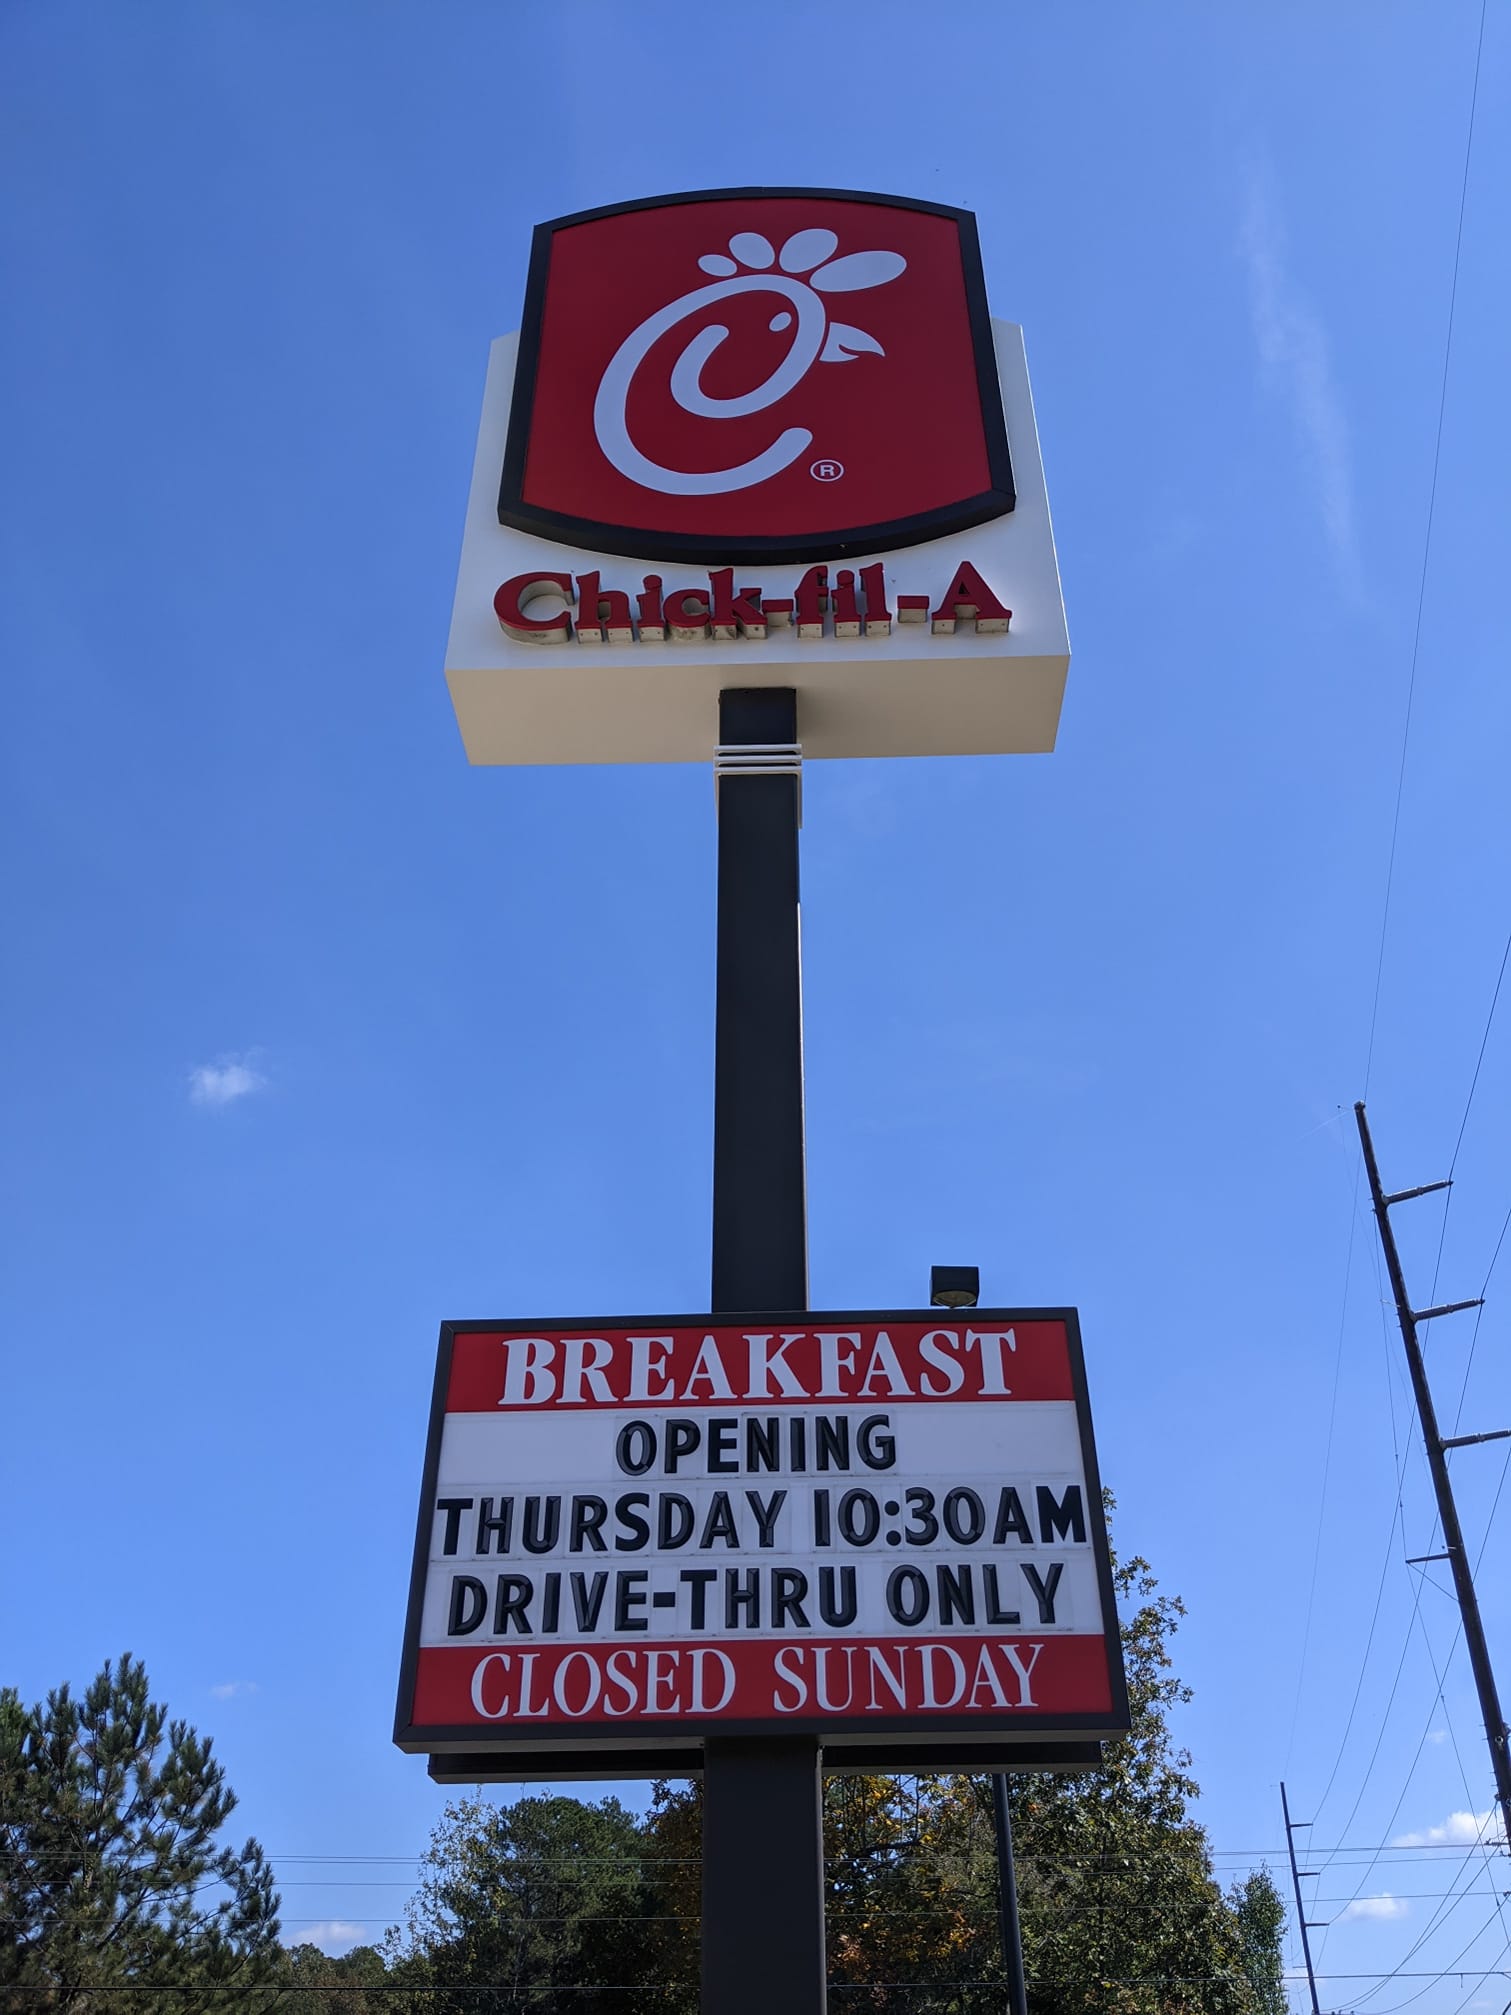 ®
Chick-fil-A
BREAKFAST
OPENING
THURSDAY 10:30AM
DRIVE-THRU ONLY
CLOSED SUNDAY